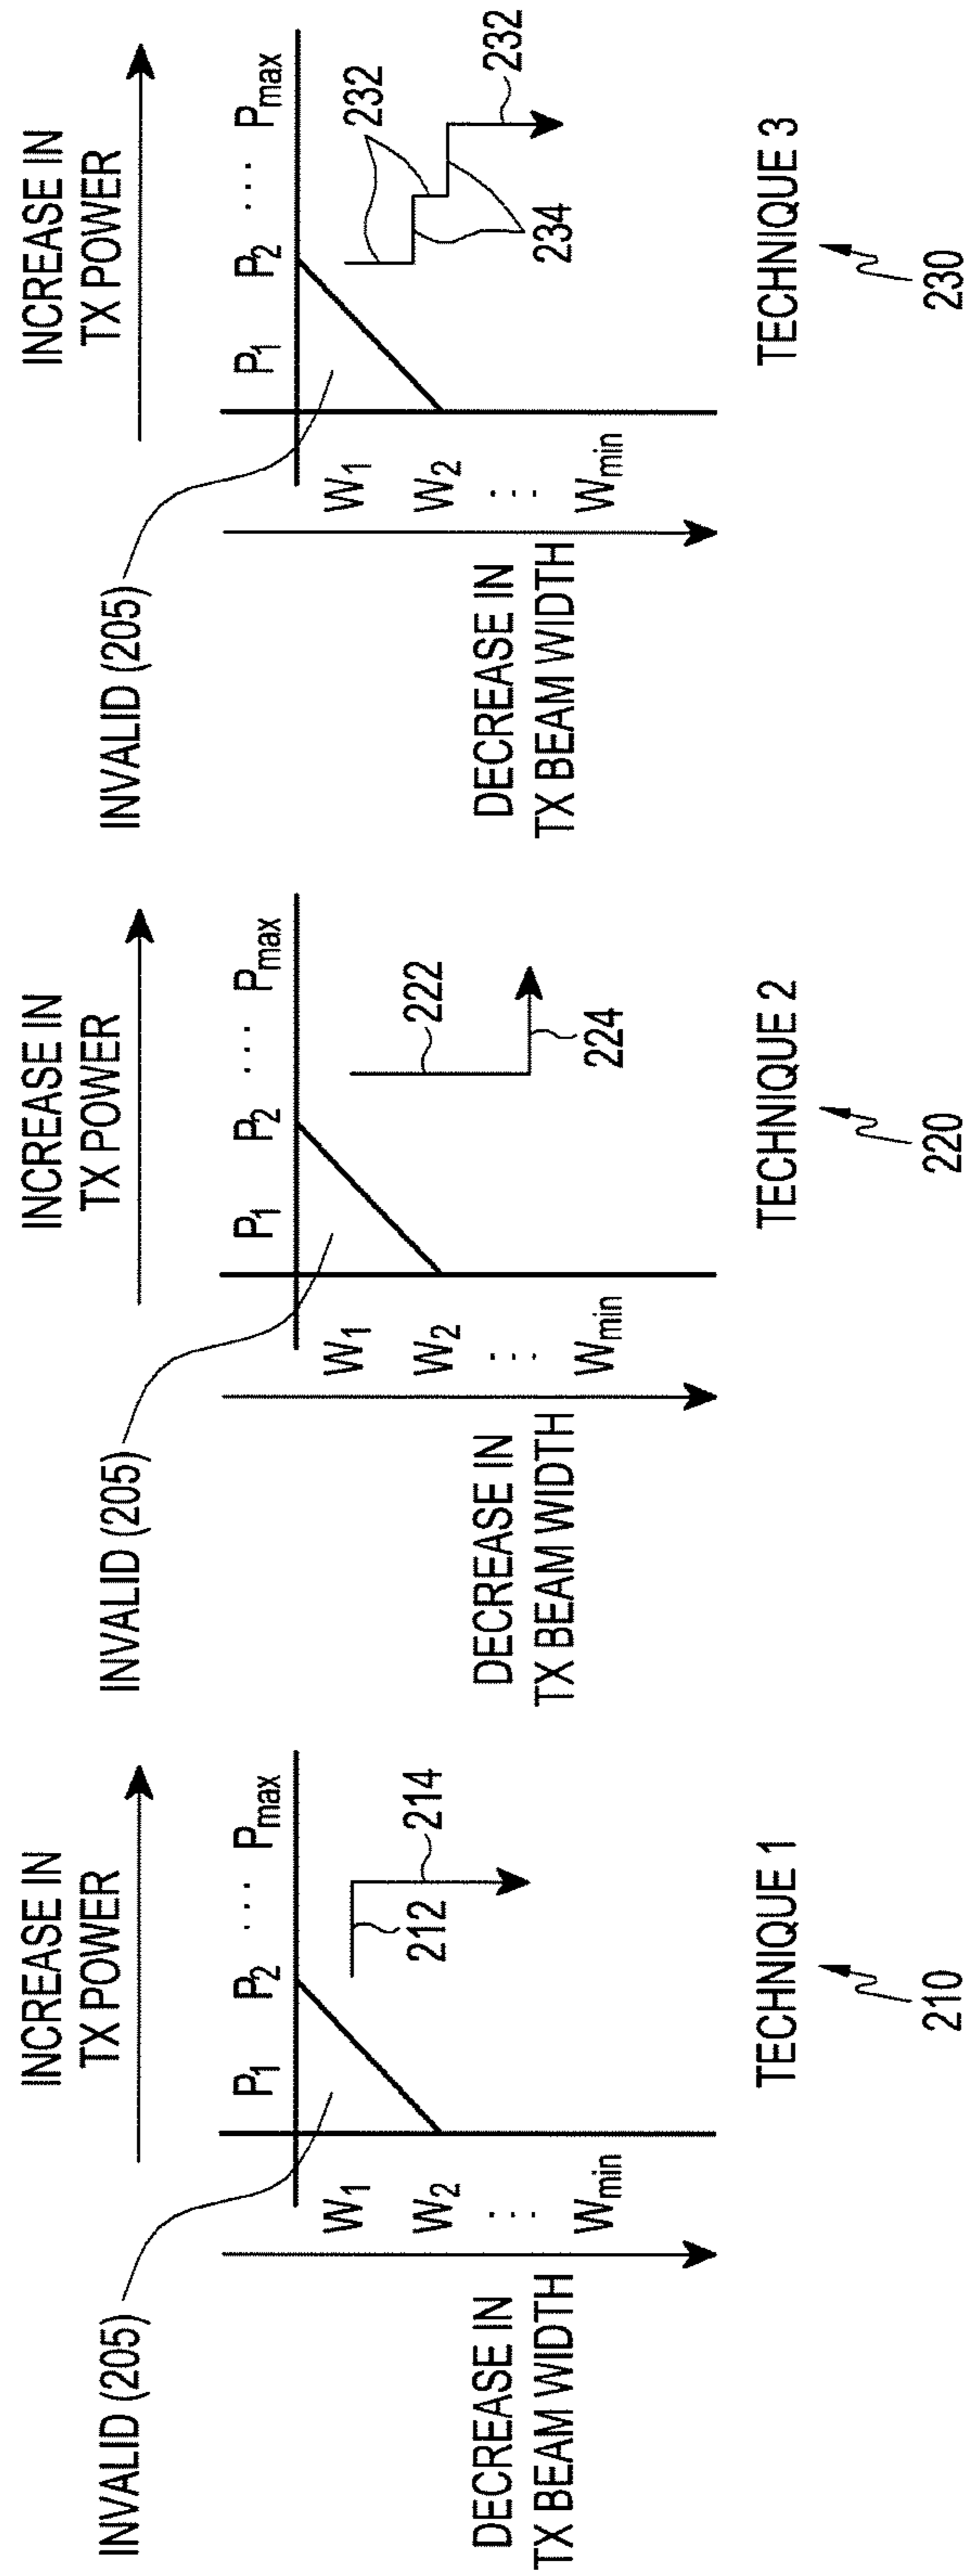 INCREASE IN
TX POWER
INVALID (205)
P1 P2 ... Pmax
W1
W2
⋮
Wmin
DECREASE IN
TX BEAM WIDTH
212
214
TECHNIQUE 1
210
INCREASE IN
TX POWER
INVALID (205)
P1 P2 ... Pmax
W1
W2
⋮
Wmin
DECREASE IN
TX BEAM WIDTH
222
224
TECHNIQUE 2
220
INCREASE IN
TX POWER
INVALID (205)
P1 P2 ... Pmax
W1
W2
⋮
Wmin
DECREASE IN
TX BEAM WIDTH
232
232
234
TECHNIQUE 3
230